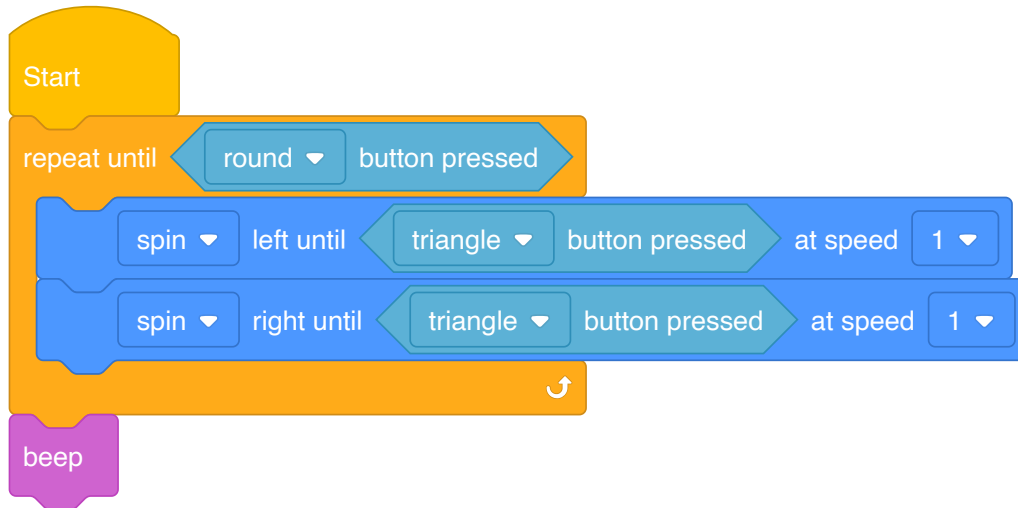 Start
repeat until round button pressed
spin left until triangle button pressed at speed 1
spin right until triangle button pressed at speed 1
beep